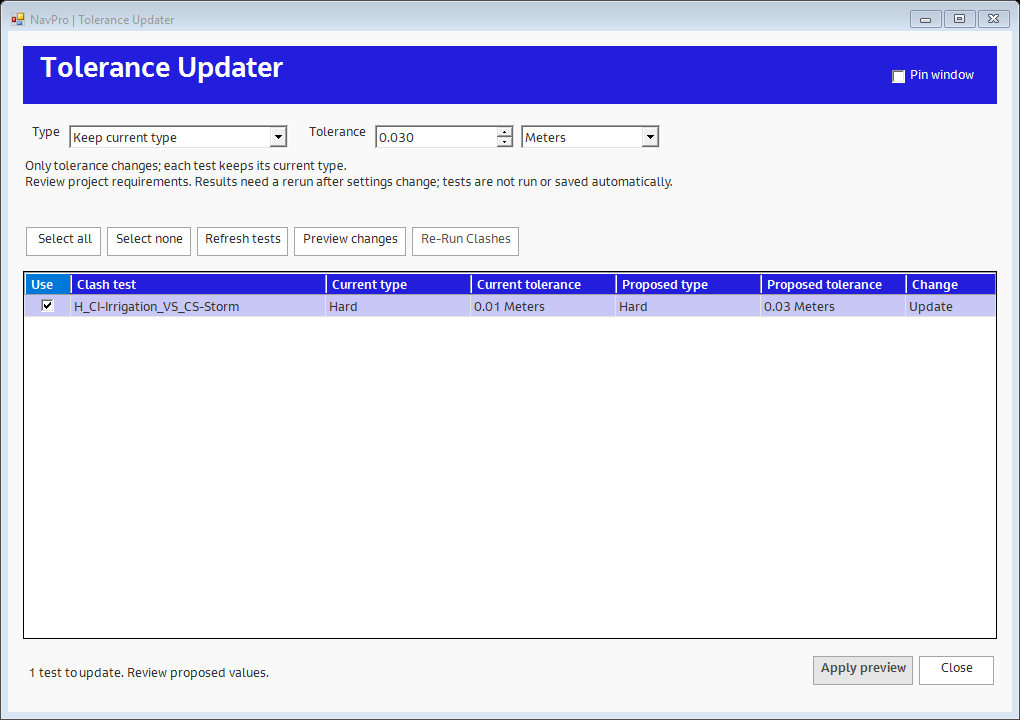 NavPro | Tolerance Updater
Tolerance Updater
Pin window
Type Keep current type Tolerance 0.030 Meters
Only tolerance changes; each test keeps its current type.
Review project requirements. Results need a rerun after settings change; tests are not run or saved automatically.
Select all Select none Refresh tests Preview changes Re-Run Clashes
Use Clash test Current type Current tolerance Proposed type Proposed tolerance Change
H_CI-Irrigation_VS_CS-Storm Hard 0.01 Meters Hard 0.03 Meters Update
1 test to update. Review proposed values.
Apply preview Close